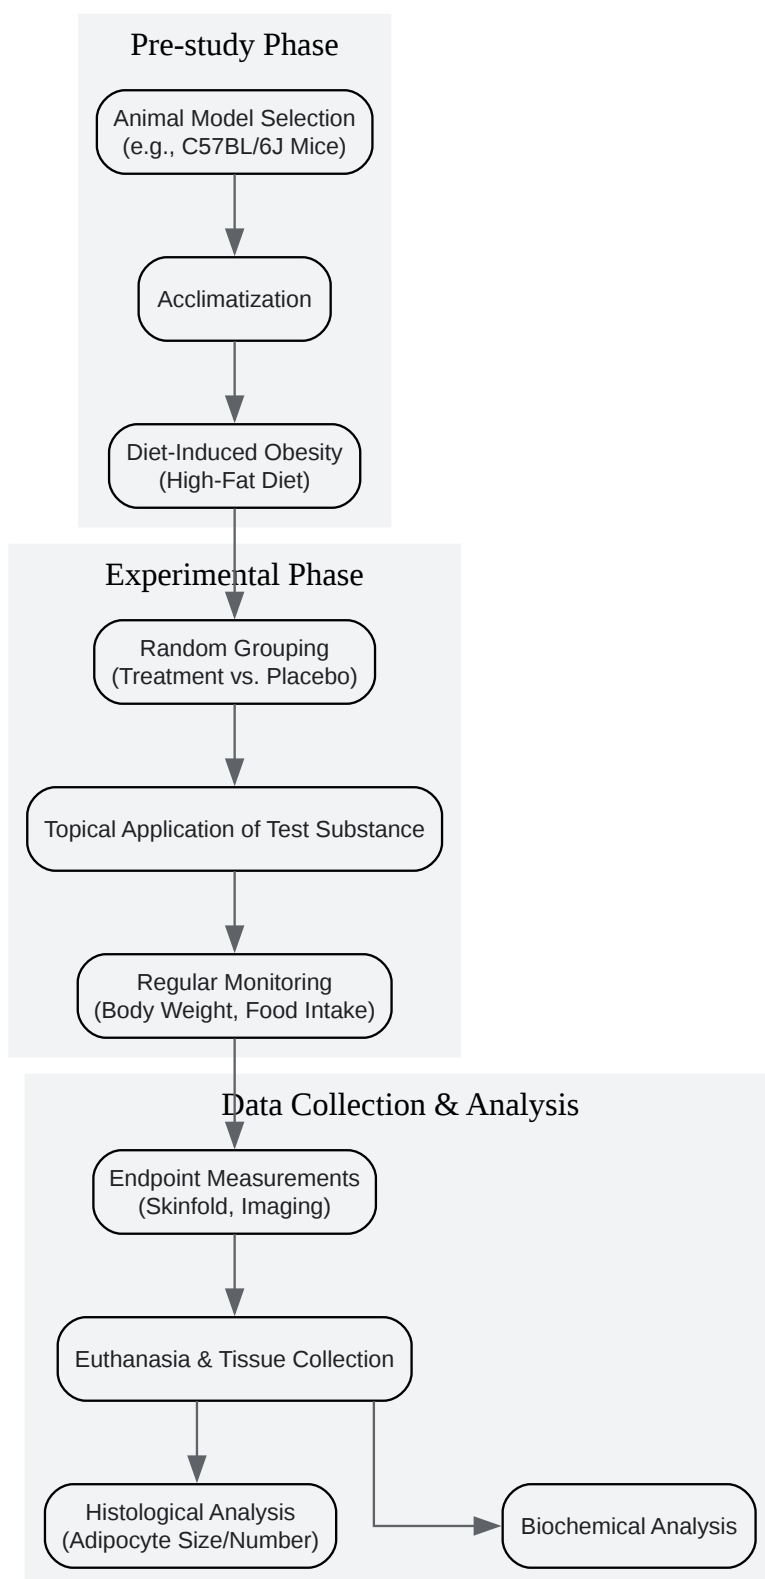 Pre-study Phase
Animal Model Selection
(e.g., C57BL/6J Mice)
Acclimatization
Diet-Induced Obesity
(High-Fat Diet)
Experimental Phase
Random Grouping
(Treatment vs. Placebo)
Topical Application of Test Substance
Regular Monitoring
(Body Weight, Food Intake)
Data Collection & Analysis
Endpoint Measurements
(Skinfold, Imaging)
Euthanasia & Tissue Collection
Histological Analysis
(Adipocyte Size/Number)
Biochemical Analysis